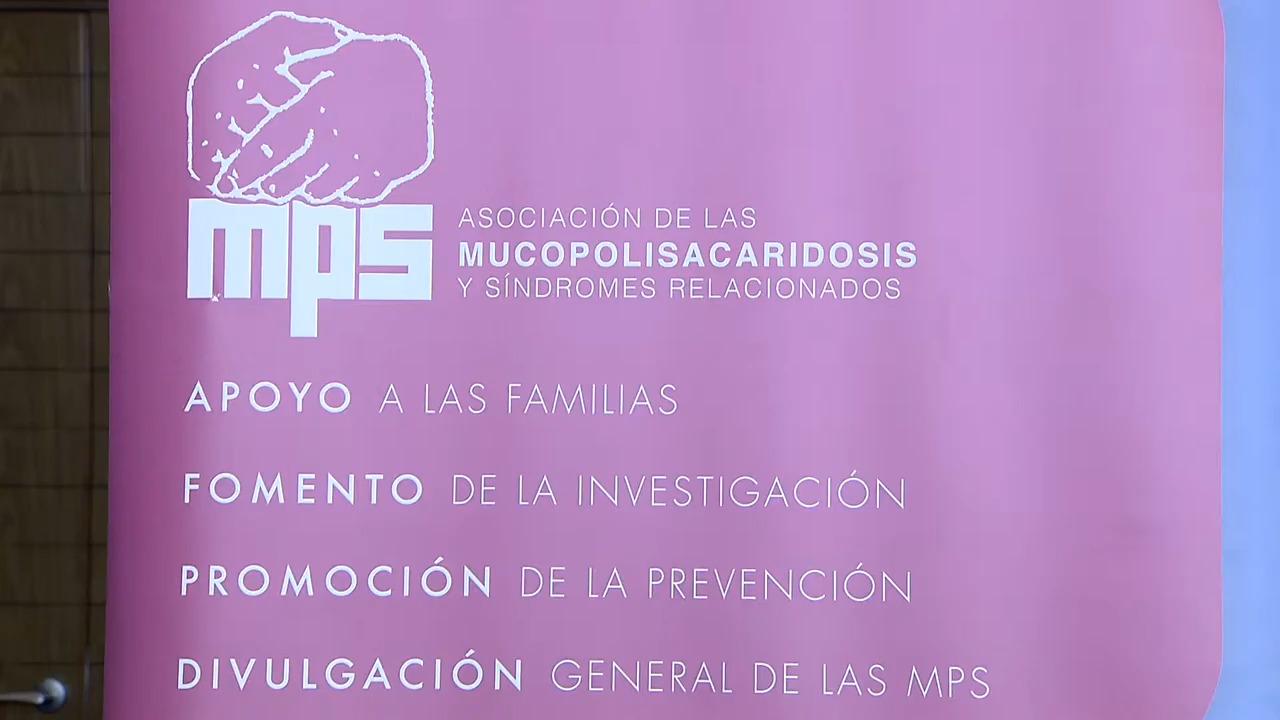 mps
ASOCIACIÓN DE LAS
MUCOPOLISACARIDOSIS
Y SÍNDROMES RELACIONADOS
APOYO A LAS FAMILIAS
FOMENTO DE LA INVESTIGACIÓN
PROMOCIÓN DE LA PREVENCIÓN
DIVULGACIÓN GENERAL DE LAS MPS